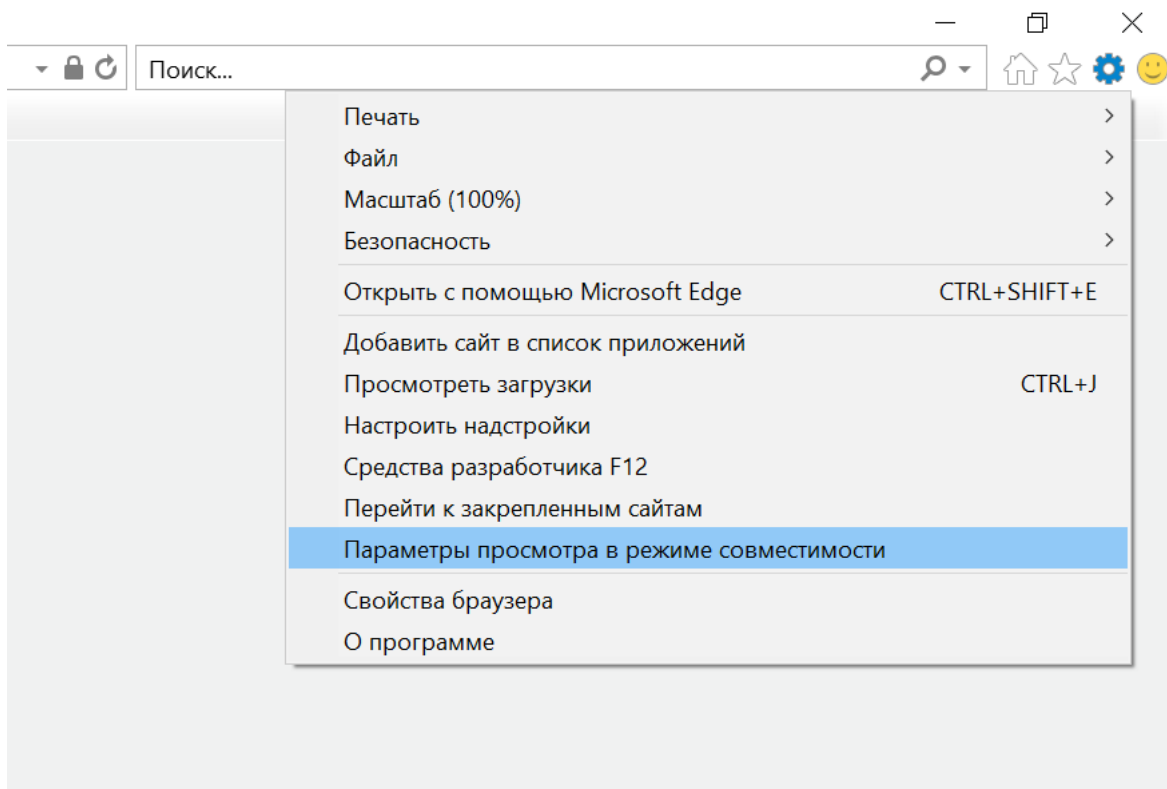 Поиск...
Печать
Файл
Масштаб (100%)
Безопасность
Открыть с помощью Microsoft Edge CTRL+SHIFT+E
Добавить сайт в список приложений
Просмотреть загрузки CTRL+J
Настроить надстройки
Средства разработчика F12
Перейти к закрепленным сайтам
Параметры просмотра в режиме совместимости
Свойства браузера
О программе